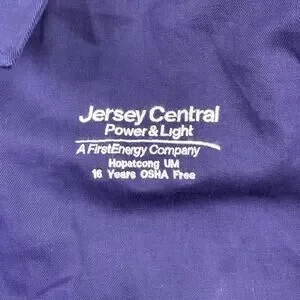 Jersey Central
Power & Light
A FirstEnergy Company
Hopatcong UM
16 Years OSHA Free